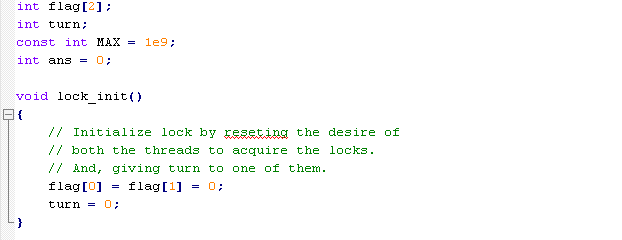 int flag[2];
int turn;
const int MAX = 1e9;
int ans = 0;
void lock_init()
{
// Initialize lock by reseting the desire of
// both the threads to acquire the locks.
// And, giving turn to one of them.
flag[0] = flag[1] = 0;
turn = 0;
}